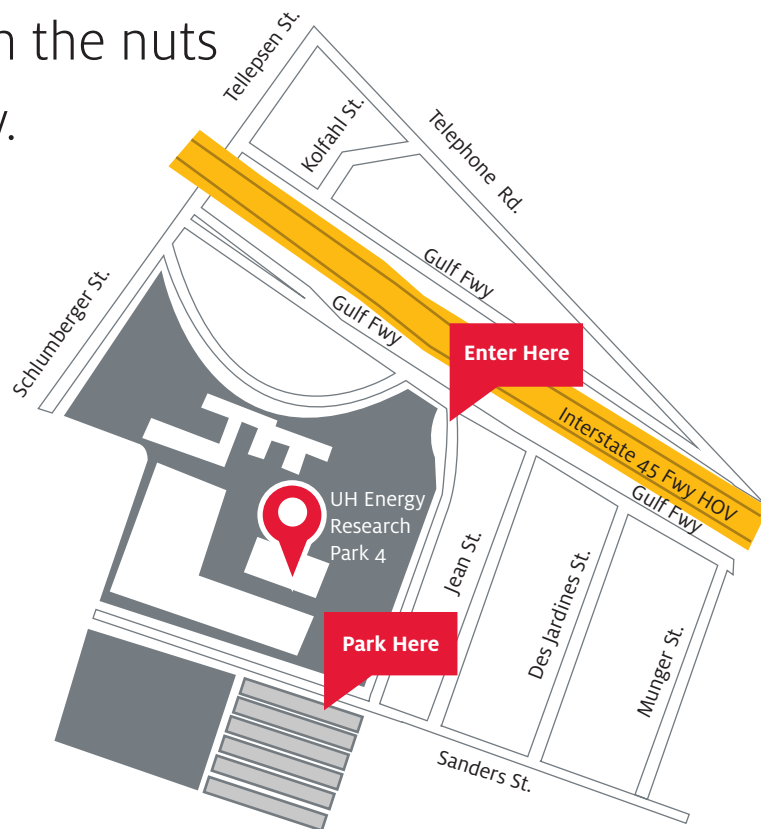 n the nuts
y.
Tellepsen St.
Kolfahl St.
Telephone Rd.
Gulf Fwy
Gulf Fwy
Schlumberger St.
Enter Here
Interstate 45 Fwy HOV
Gulf Fwy
UH Energy
Research
Park 4
Jean St.
Des Jardines St.
Park Here
Munger St.
Sanders St.